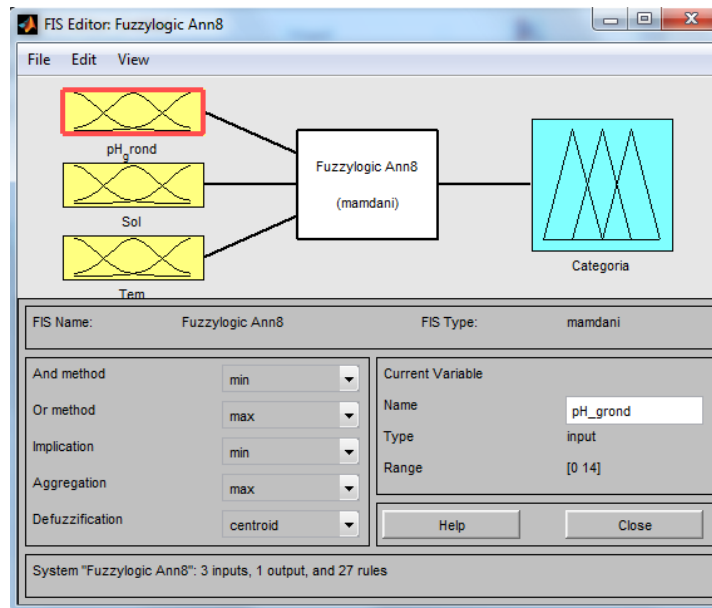 FIS Editor: Fuzzylogic Ann8
File Edit View
pH_grond
Sol
Tem
Fuzzylogic Ann8
(mamdani)
Categoria
FIS Name: Fuzzylogic Ann8 FIS Type: mamdani
And method min
Or method max
Implication min
Aggregation max
Defuzzification centroid
Current Variable
Name pH_grond
Type input
Range [0 14]
Help Close
System "Fuzzylogic Ann8": 3 inputs, 1 output, and 27 rules